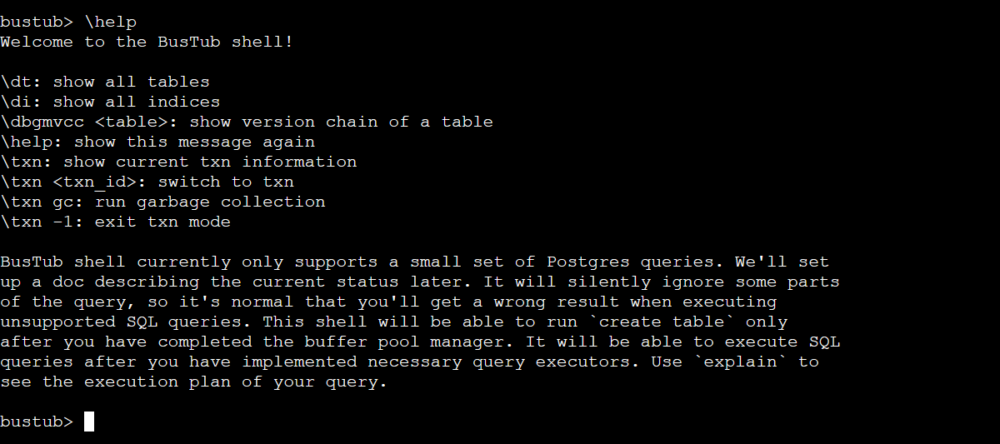 bustub> \help
Welcome to the BusTub shell!
\dt: show all tables
\di: show all indices
\dbgmvcc <table>: show version chain of a table
\help: show this message again
\txn: show current txn information
\txn <txn_id>: switch to txn
\txn gc: run garbage collection
\txn -1: exit txn mode
BusTub shell currently only supports a small set of Postgres queries. We'll set
up a doc describing the current status later. It will silently ignore some parts
of the query, so it's normal that you'll get a wrong result when executing
unsupported SQL queries. This shell will be able to run `create table` only
after you have completed the buffer pool manager. It will be able to execute SQL
queries after you have implemented necessary query executors. Use `explain` to
see the execution plan of your query.
bustub>